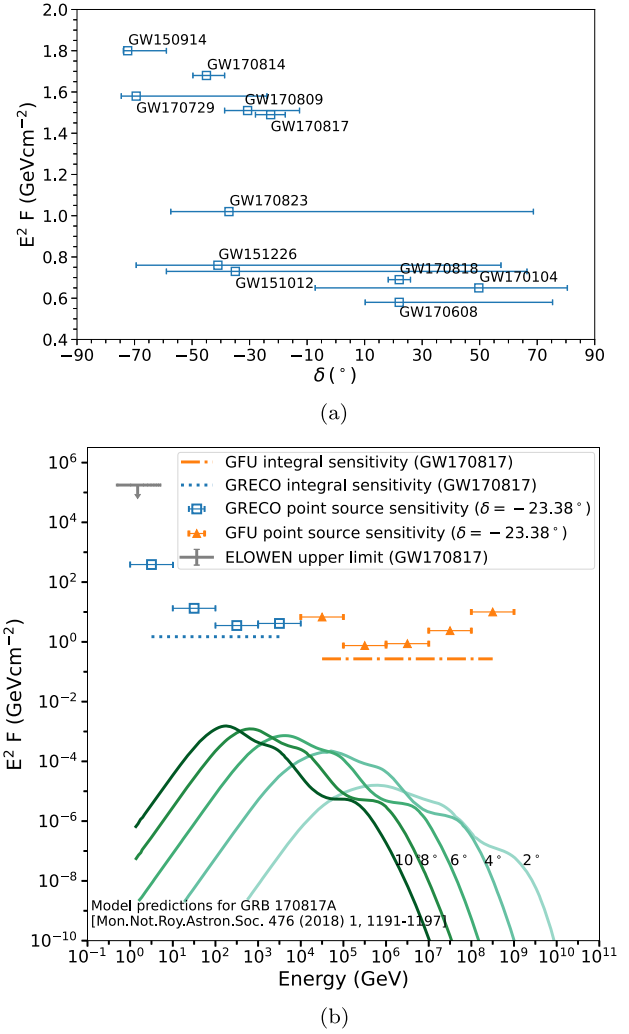 2.0
1.8
1.6
1.4
1.2
1.0
0.8
0.6
0.4
E² F (GeVcm⁻²)
GW150914
GW170814
GW170729
GW170809
GW170817
GW170823
GW151226
GW151012
GW170818
GW170104
GW170608
−90 −70 −50 −30 −10 10 30 50 70 90
δ(°)
(a)
10⁶
10⁴
10²
10⁰
10⁻²
10⁻⁴
10⁻⁶
10⁻⁸
10⁻¹⁰
E² F (GeVcm⁻²)
GFU integral sensitivity (GW170817)
GRECO integral sensitivity (GW170817)
GRECO point source sensitivity (δ = −23.38°)
GFU point source sensitivity (δ = −23.38°)
ELOWEN upper limit (GW170817)
10° 8° 6° 4° 2°
Model predictions for GRB 170817A
[Mon.Not.Roy.Astron.Soc. 476 (2018) 1, 1191-1197]
10⁻¹ 10⁰ 10¹ 10² 10³ 10⁴ 10⁵ 10⁶ 10⁷ 10⁸ 10⁹ 10¹⁰ 10¹¹
Energy (GeV)
(b)